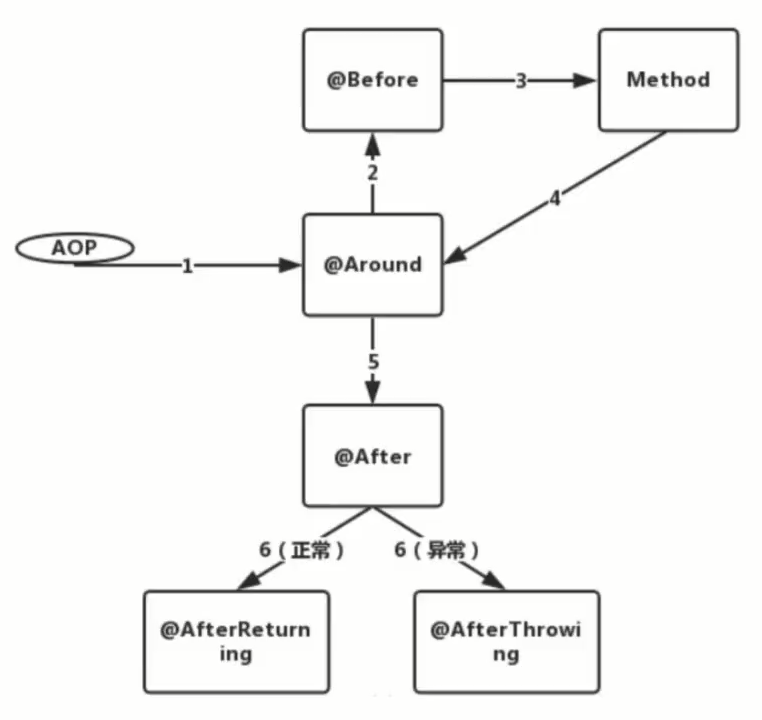 @Before
3
Method
2
4
AOP
1
@Around
5
@After
6（正常）
6（异常）
@AfterReturn
ing
@AfterThrowi
ng